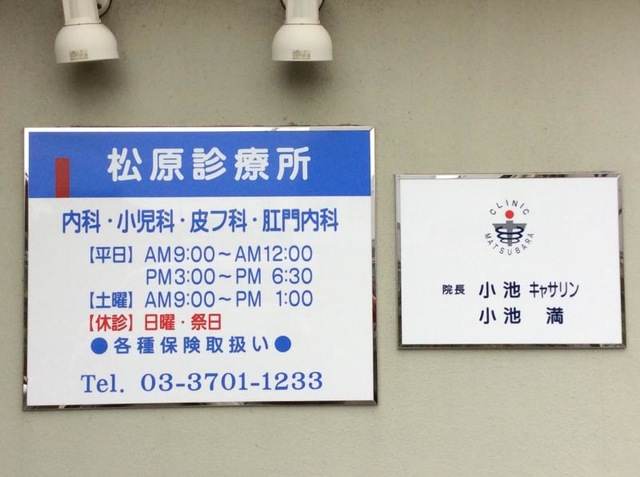 松原診療所
内科・小児科・皮フ科・肛門内科
【平日】AM9:00～AM12:00
PM3:00～PM 6:30
【土曜】AM9:00～PM 1:00
【休診】日曜・祭日
●各種保険取扱い●
Tel. 03-3701-1233
CLINIC
MATSUBARA
院長 小池 キャサリン
小池 満